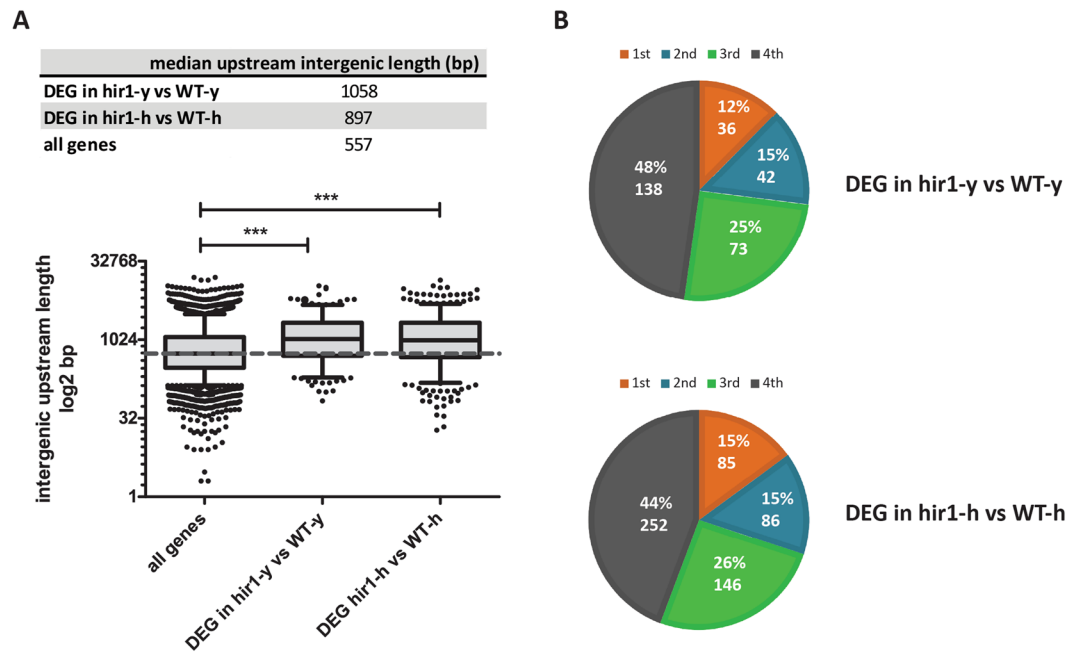 A
median upstream intergenic length (bp)
DEG in hir1-y vs WT-y 1058
DEG in hir1-h vs WT-h 897
all genes 557
***
***
intergenic upstream length
log2 bp
32768
1024
32
1
all genes
DEG in hir1-y vs WT-y
DEG hir1-h vs WT-h
B
1st 2nd 3rd 4th
12%
36
15%
42
25%
73
48%
138
DEG in hir1-y vs WT-y
1st 2nd 3rd 4th
15%
85
15%
86
26%
146
44%
252
DEG in hir1-h vs WT-h